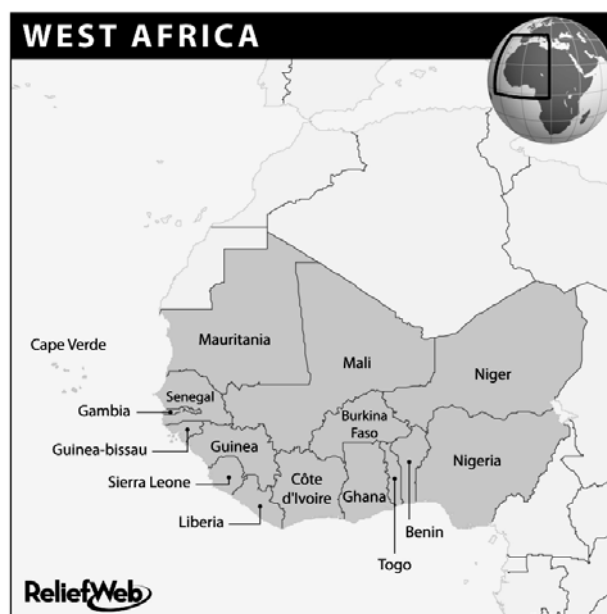 WEST AFRICA
Cape Verde
Mauritania
Mali
Niger
Senegal
Gambia
Burkina
Faso
Guinea-bissau
Guinea
Nigeria
Sierra Leone
Côte
d'Ivoire
Ghana
Liberia
Benin
Togo
ReliefWeb